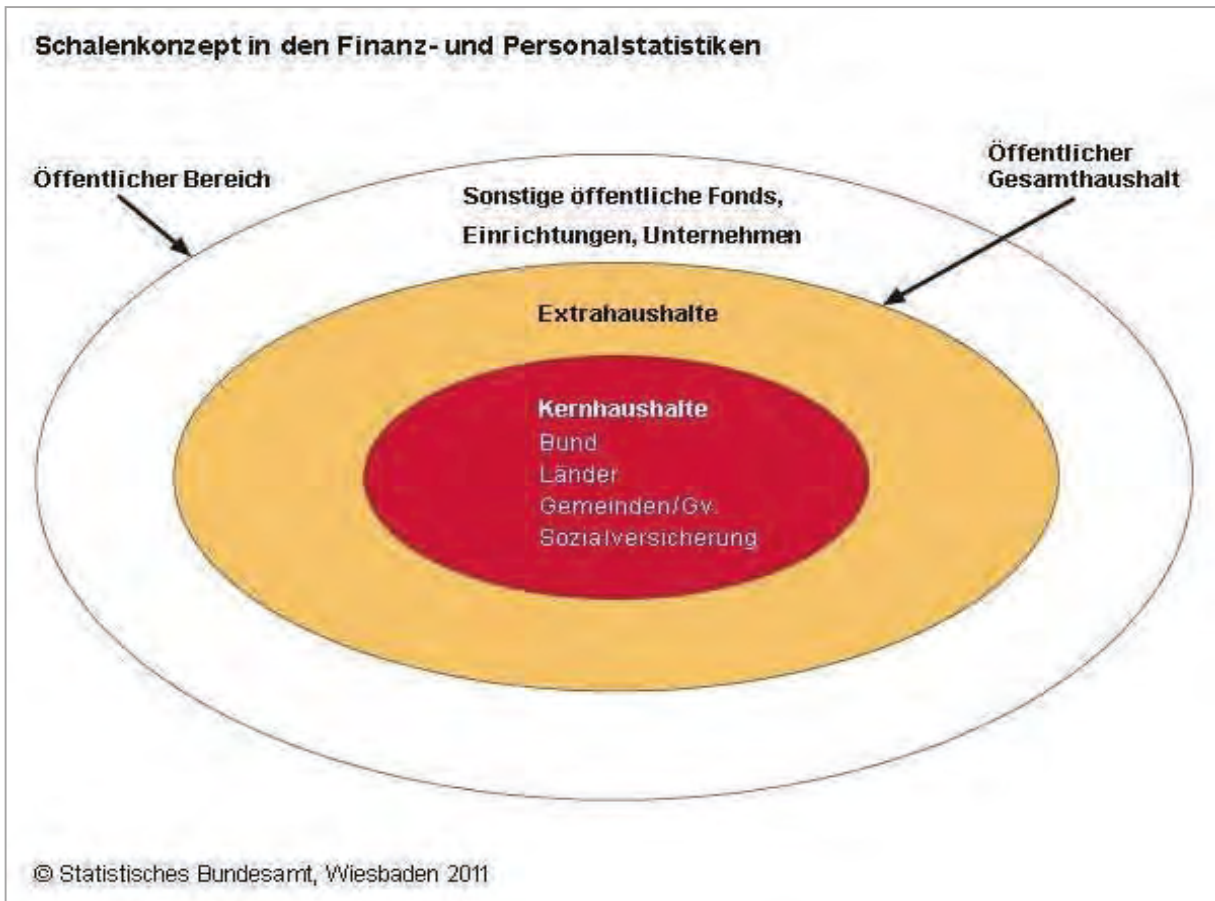 Schalenkonzept in den Finanz- und Personalstatistiken
Öffentlicher Bereich
Sonstige öffentliche Fonds,
Einrichtungen, Unternehmen
Öffentlicher
Gesamthaushalt
Extrahaushalte
Kernhaushalte
Bund
Länder
Gemeinden/Gv.
Sozialversicherung
© Statistisches Bundesamt, Wiesbaden 2011